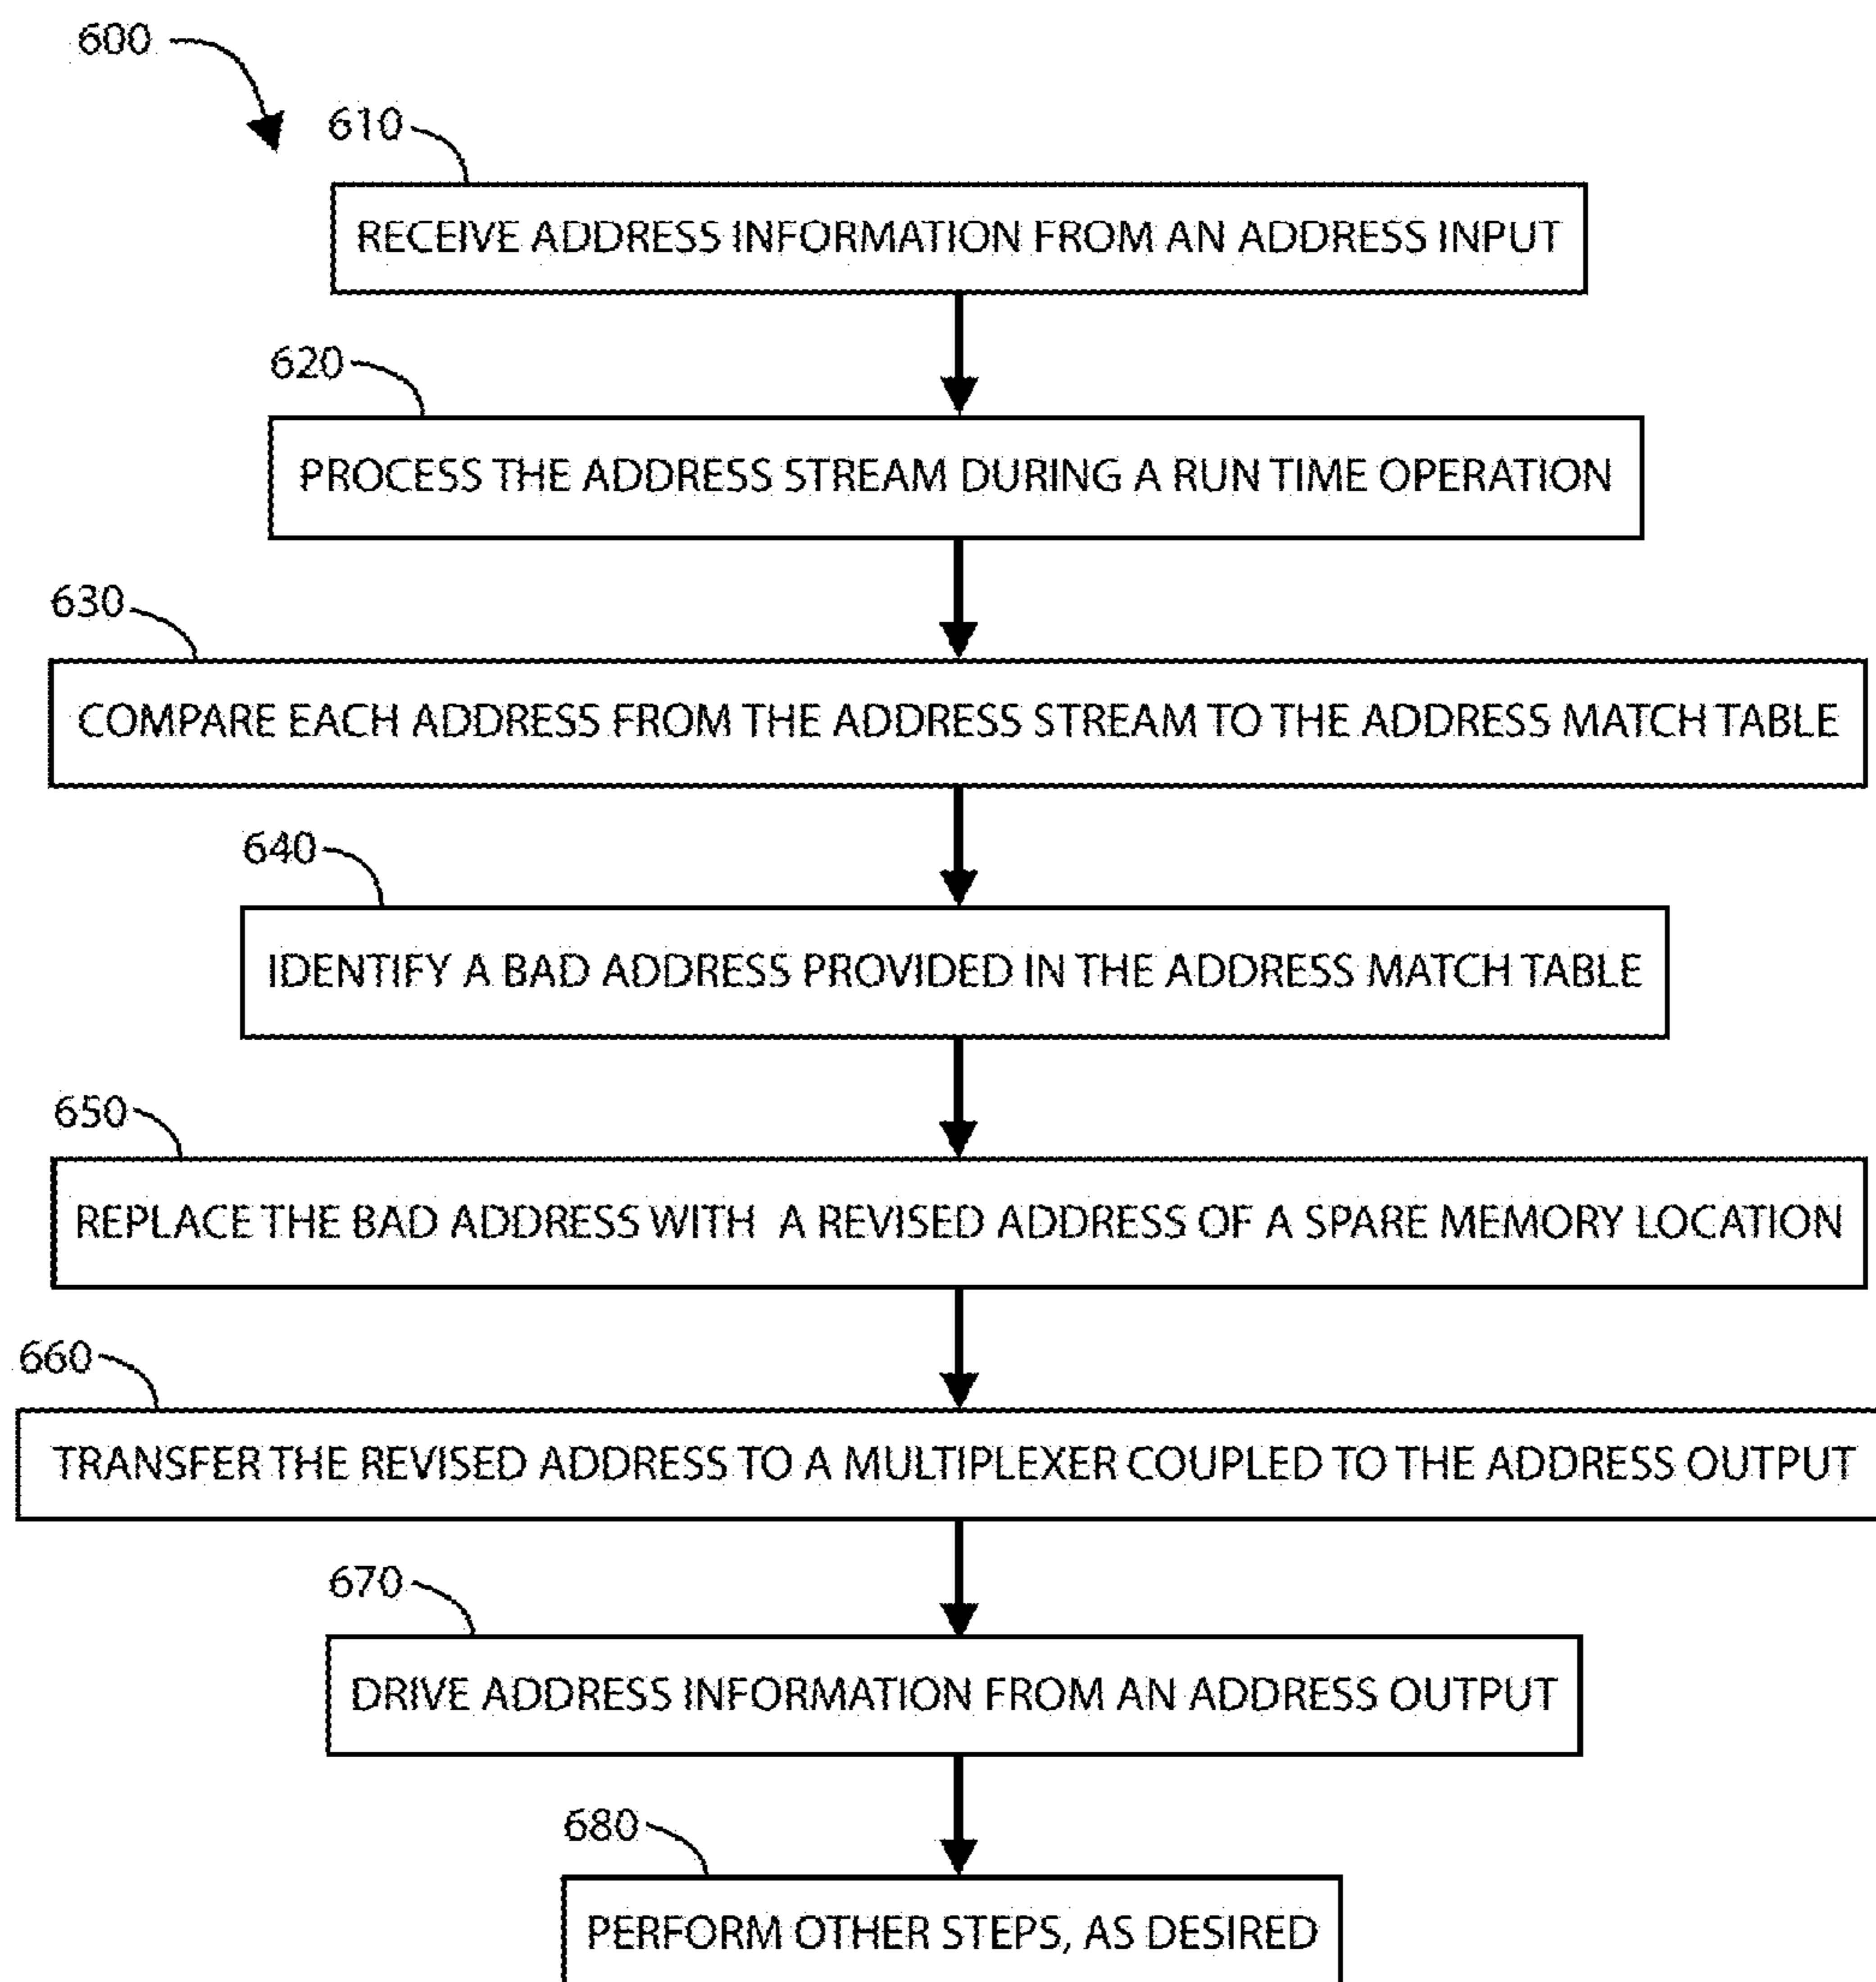 600
610
RECEIVE ADDRESS INFORMATION FROM AN ADDRESS INPUT
620
PROCESS THE ADDRESS STREAM DURING A RUN TIME OPERATION
630
COMPARE EACH ADDRESS FROM THE ADDRESS STREAM TO THE ADDRESS MATCH TABLE
640
IDENTIFY A BAD ADDRESS PROVIDED IN THE ADDRESS MATCH TABLE
650
REPLACE THE BAD ADDRESS WITH A REVISED ADDRESS OF A SPARE MEMORY LOCATION
660
TRANSFER THE REVISED ADDRESS TO A MULTIPLEXER COUPLED TO THE ADDRESS OUTPUT
670
DRIVE ADDRESS INFORMATION FROM AN ADDRESS OUTPUT
680
PERFORM OTHER STEPS, AS DESIRED